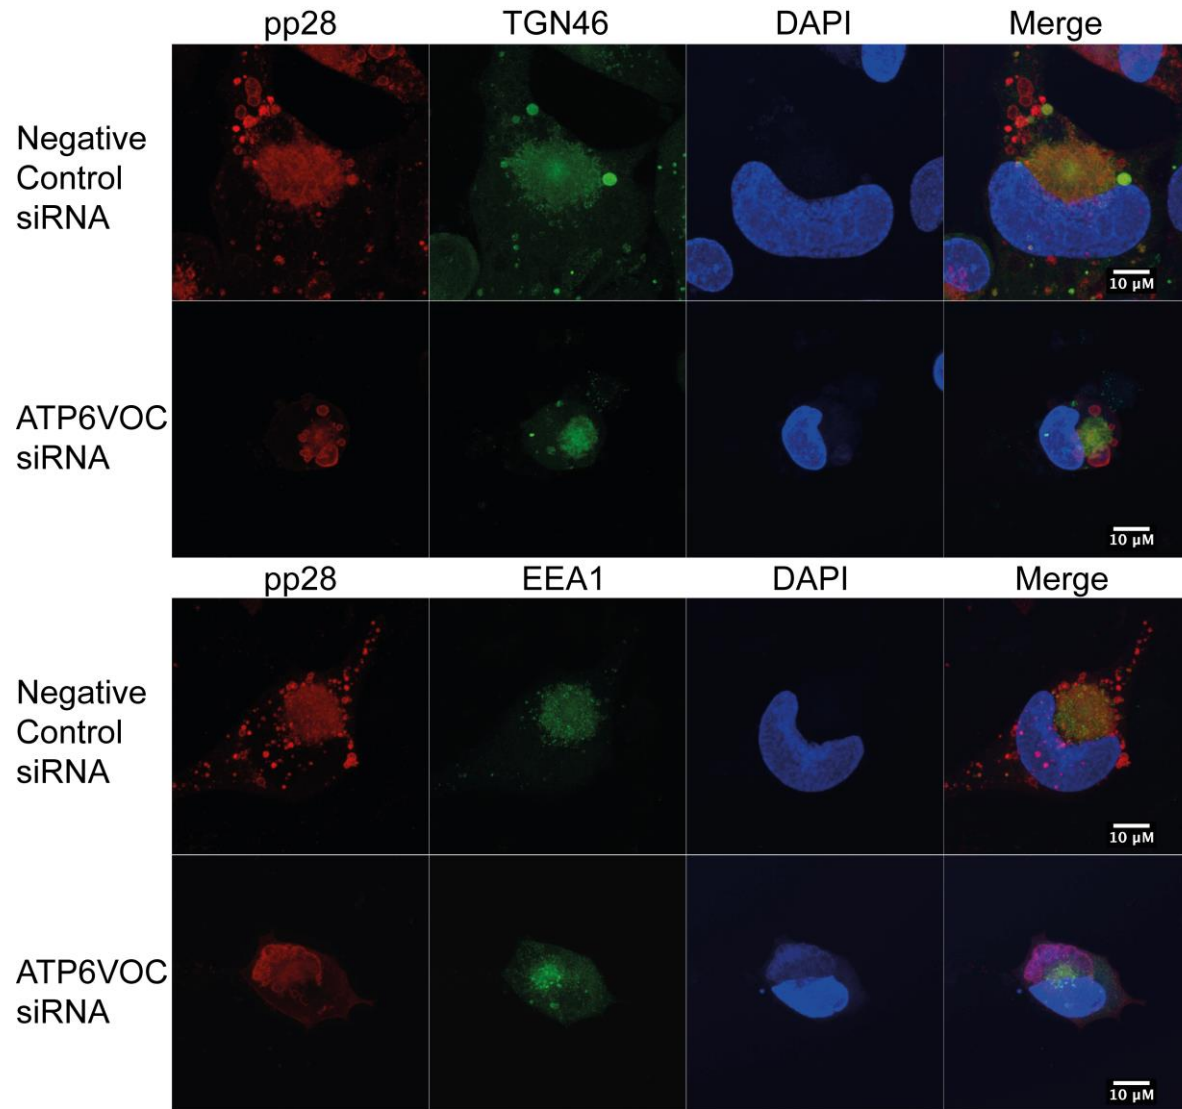 pp28 TGN46 DAPI Merge
Negative
Control
siRNA
10 µM
ATP6VOC
siRNA
10 µM
pp28 EEA1 DAPI Merge
Negative
Control
siRNA
10 µM
ATP6VOC
siRNA
10 µM